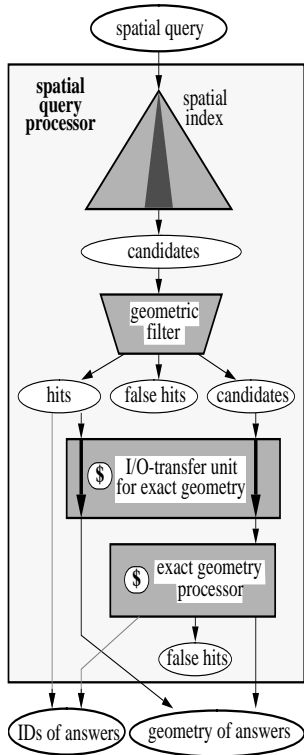 spatial query
spatial
query
processor
spatial
index
candidates
geometric
filter
hits
false hits
candidates
$
I/O-transfer unit
for exact geometry
$
exact geometry
processor
false hits
IDs of answers
geometry of answers